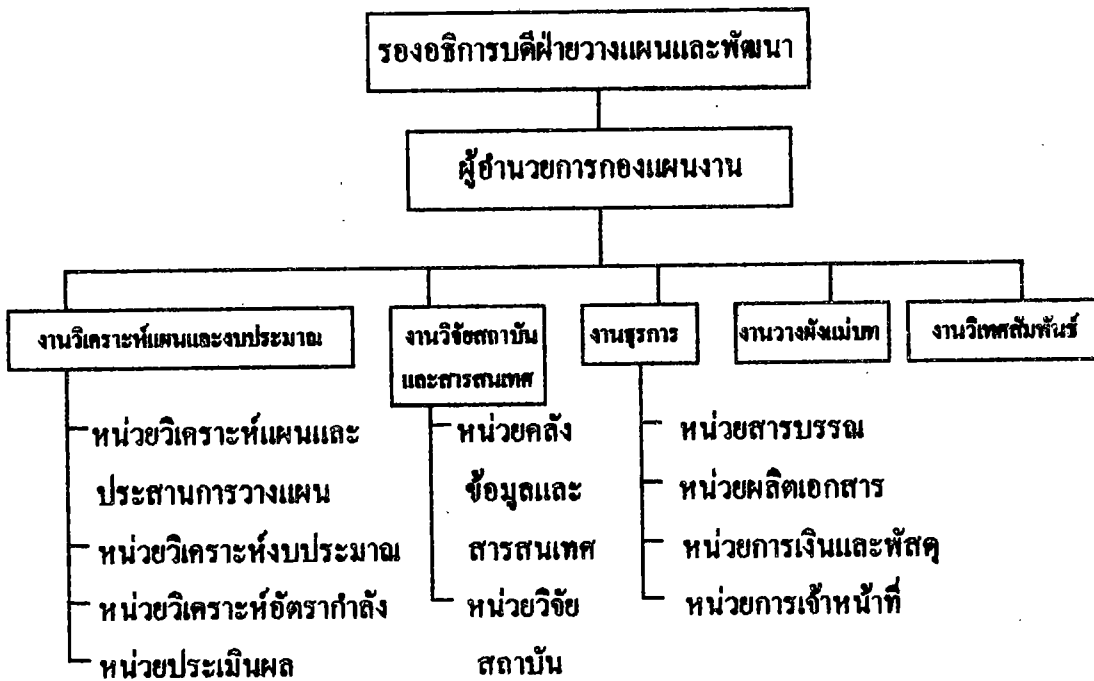 รองอธิการบดีฝ่ายวางแผนและพัฒนา
ผู้อำนวยการกองแผนงาน
งานวิเคราะห์แผนและงบประมาณ
หน่วยวิเคราะห์แผนและ
ประสานการวางแผน
หน่วยวิเคราะห์งบประมาณ
หน่วยวิเคราะห์อัตรากำลัง
หน่วยประเมินผล
งานวิจัยสถาบัน
และสารสนเทศ
หน่วยคลัง
ข้อมูลและ
สารสนเทศ
หน่วยวิจัย
สถาบัน
งานธุรการ
หน่วยสารบรรณ
หน่วยผลิตเอกสาร
หน่วยการเงินและพัสดุ
หน่วยการเจ้าหน้าที่
งานวางผังแม่บท
งานวิเทศสัมพันธ์